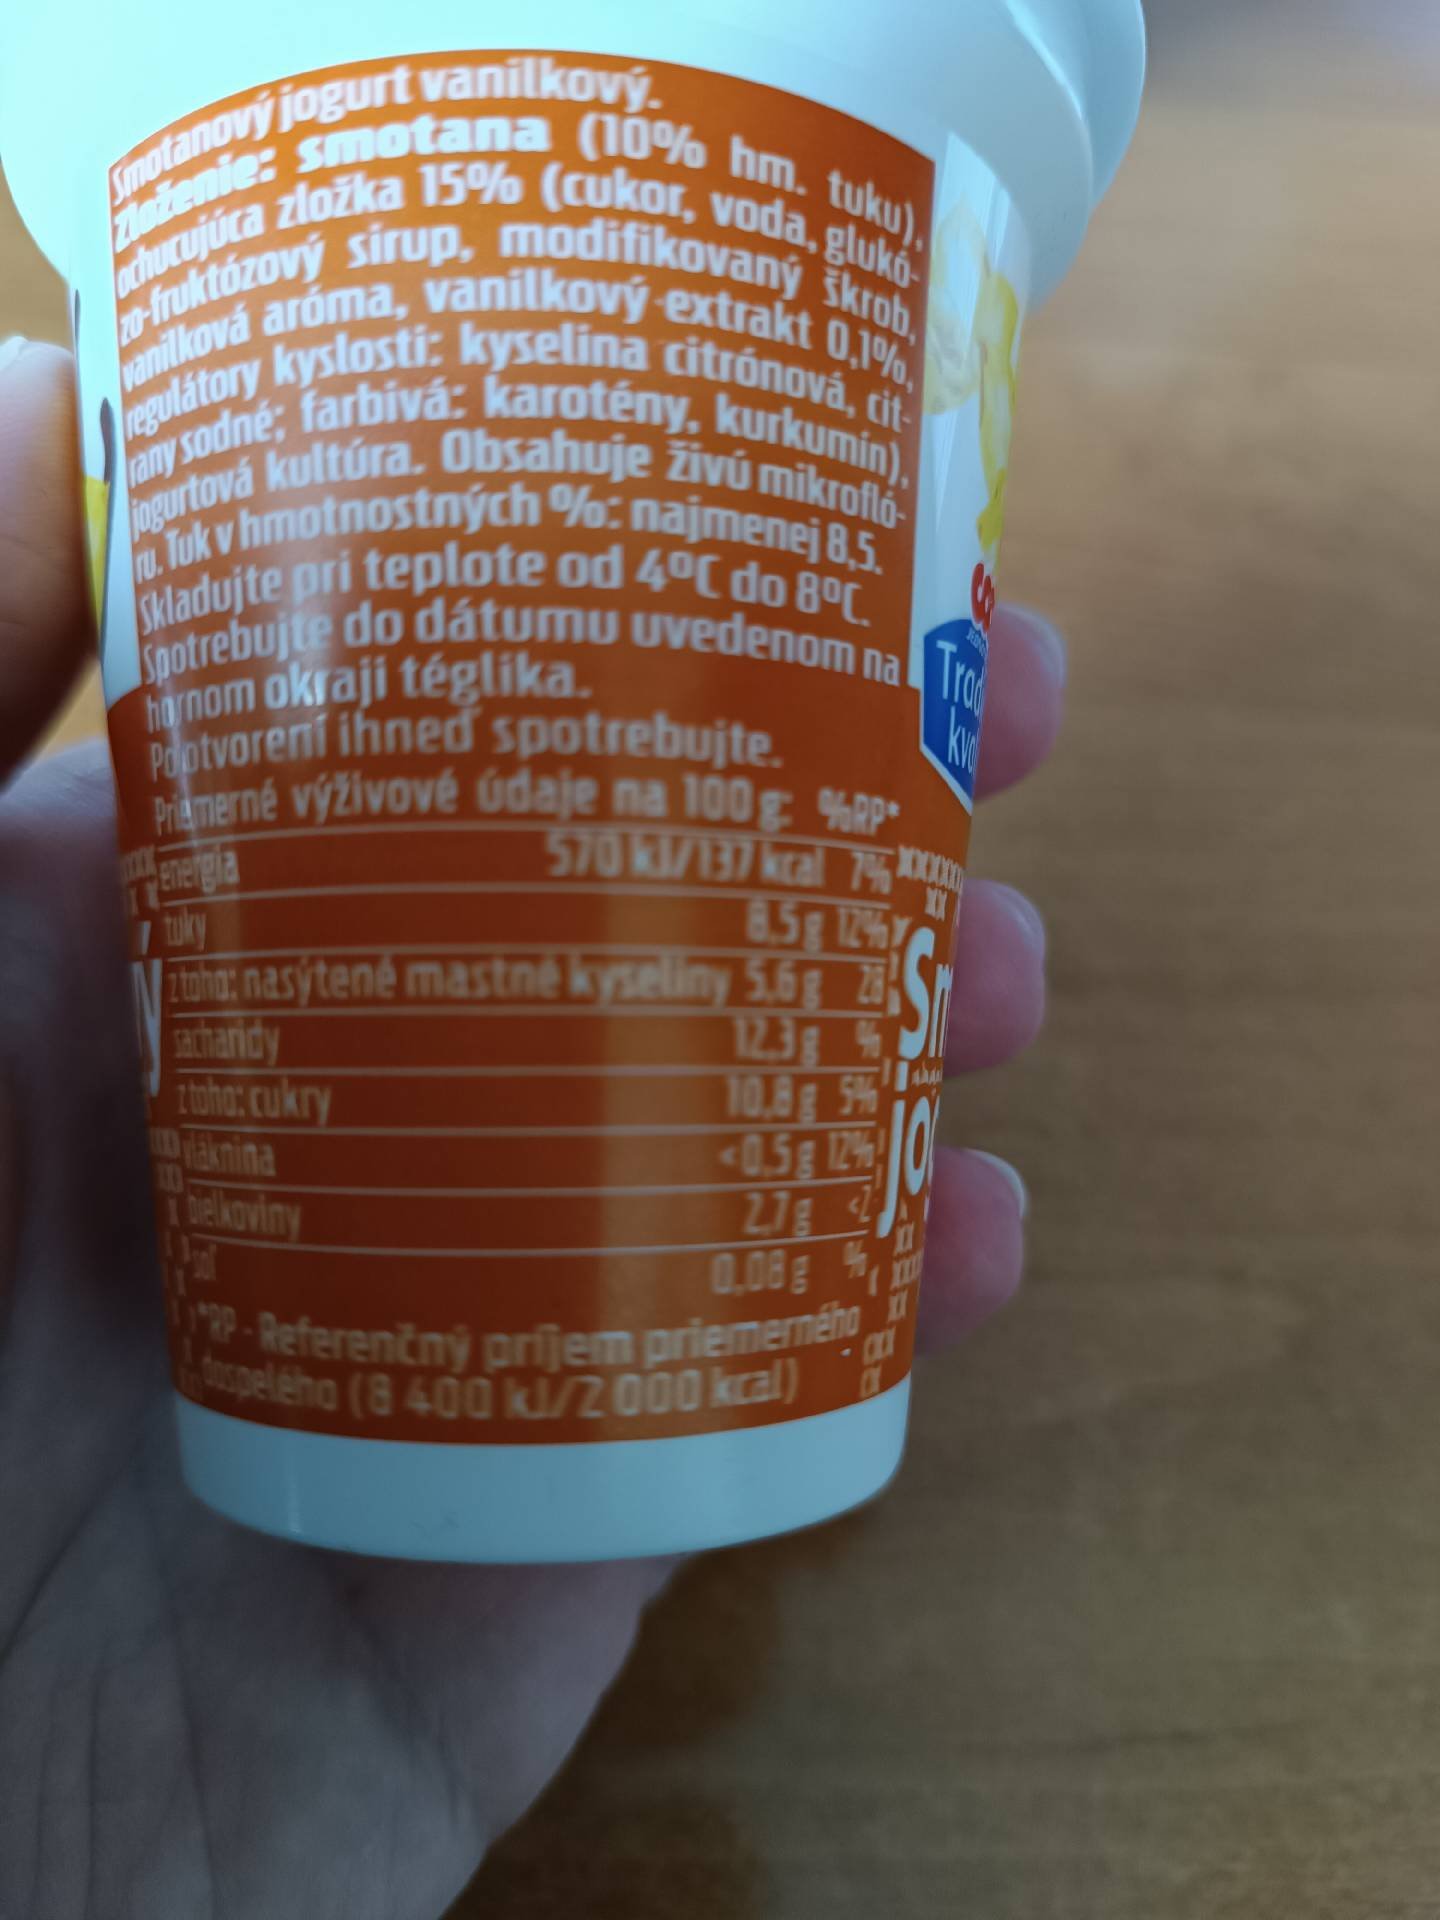 Smotanový jogurt vanilkový.
Zloženie: smotana (10% hm. tuku),
ochucujúca zložka 15% (cukor, voda, glukó-
zo-fruktózový sirup, modifikovaný škrob,
vanilková aróma, vanilkový extrakt 0,1%,
regulátory kyslosti: kyselina citrónová, cit-
rany sodné; farbivá: karotény, kurkumín),
jogurtová kultúra. Obsahuje živú mikrofló-
ru. Tuk v hmotnostných %: najmenej 8,5.
Skladujte pri teplote od 4°C do 8°C.
Spotrebujte do dátumu uvedenom na
hornom okraji téglika.
Po otvorení ihneď spotrebujte.
Priemerné výživové údaje na 100 g: %RP*
energia 570 kJ/137 kcal 7%
tuky 8,5 g 12%
z toho: nasýtené mastné kyseliny 5,6 g 28
sacharidy 12,3 g %
z toho: cukry 10,8 g 5%
vláknina <0,5 g 12%
bielkoviny 2,7 g <2
soľ 0,08 g %
*RP - Referenčný príjem priemerného
dospelého (8 400 kJ/2 000 kcal)
Trad
kval
Sm
jog